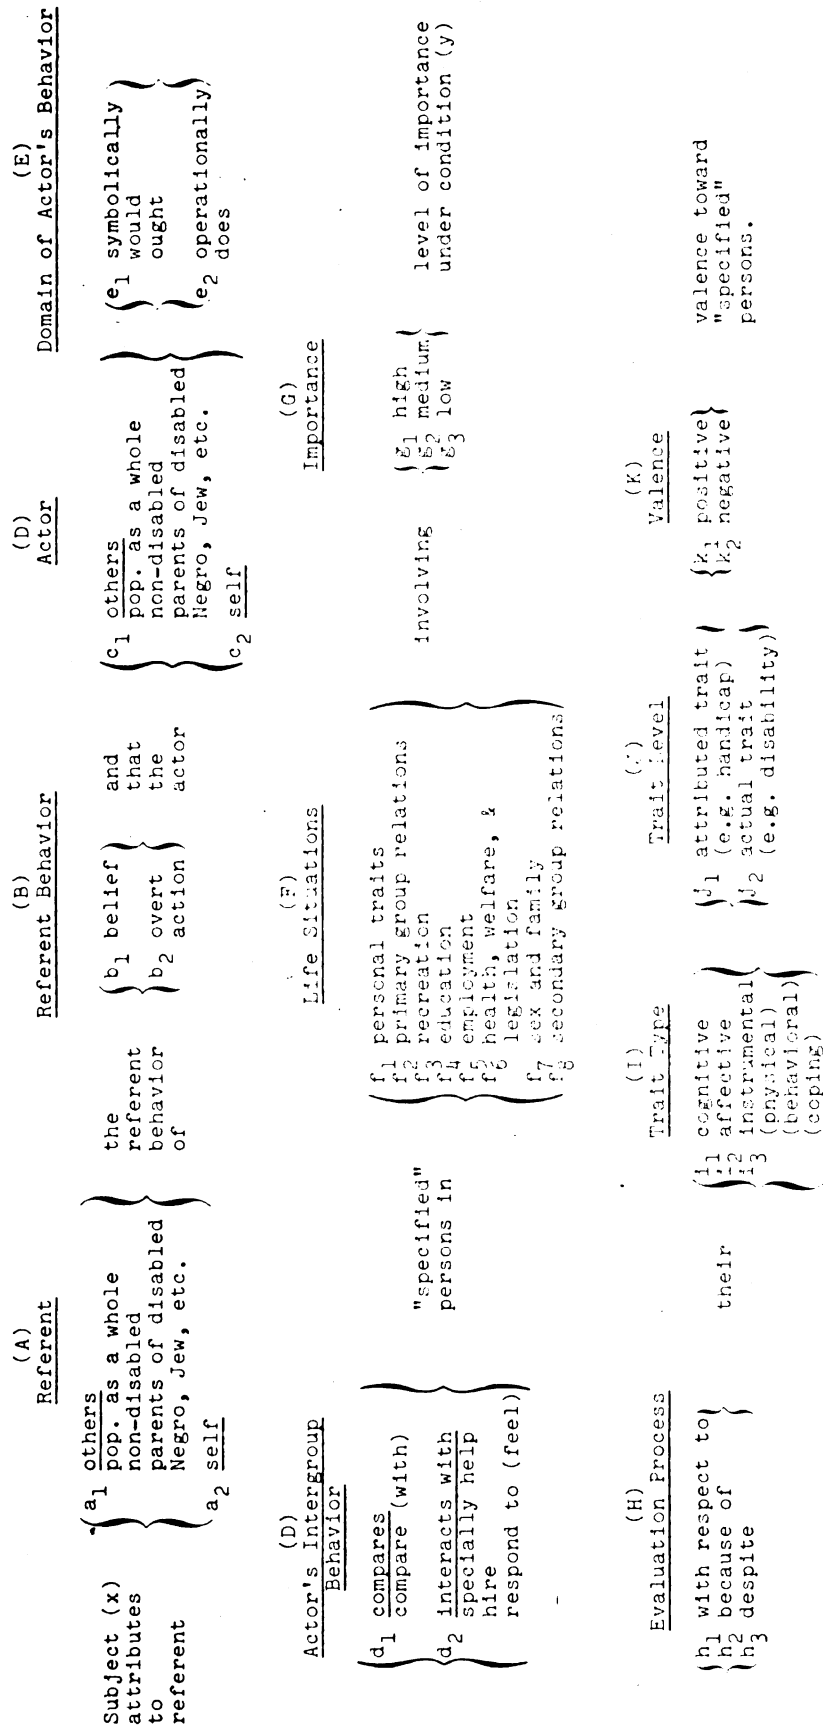 (A)
Referent
(B)
Referent Behavior
(D)
Actor
(E)
Domain of Actor's Behavior
Subject (x)
attributes
to
referent
a1 others
pop. as a whole
non-disabled
parents of disabled
Negro, Jew, etc.
a2 self
the
referent
behavior
of
b1 belief
b2 overt
action
and
that
the
actor
c1 others
pop. as a whole
non-disabled
parents of disabled
Negro, Jew, etc.
c2 self
e1 symbolically
would
ought
e2 operationally
does
(D)
Actor's Intergroup
Behavior
(F)
Life Situations
(G)
Importance
d1 compares
compare (with)
d2 interacts with
specially help
hire
respond to (feel)
"specified"
persons in
f1 personal traits
f2 primary group relations
f3 recreation
f4 education
f5 employment
f6 health, welfare, &
legislation
f7 sex and family
f8 secondary group relations
involving
g1 high
g2 medium
g3 low
level of importance
under condition (y)
(H)
Evaluation Process
(I)
Trait Type
(J)
Trait Level
(K)
Valence
h1 with respect to
h2 because of
h3 despite
their
i1 cognitive
i2 affective
i3 instrumental
(physical)
(behavioral)
(coping)
j1 attributed trait
(e.g. handicap)
j2 actual trait
(e.g. disability)
k1 positive
k2 negative
valence toward
"specified"
persons.